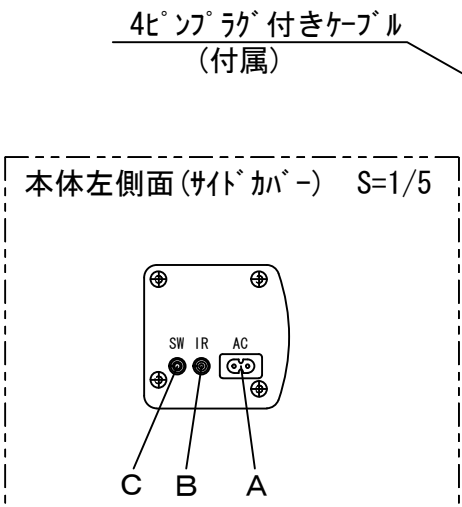 4ﾋﾟﾝﾌﾟﾗｸﾞ付きｹｰﾌﾞﾙ
(付属)
本体左側面(ｻｲﾄﾞｶﾊﾞｰ) S=1/5
SW IR AC
C B A